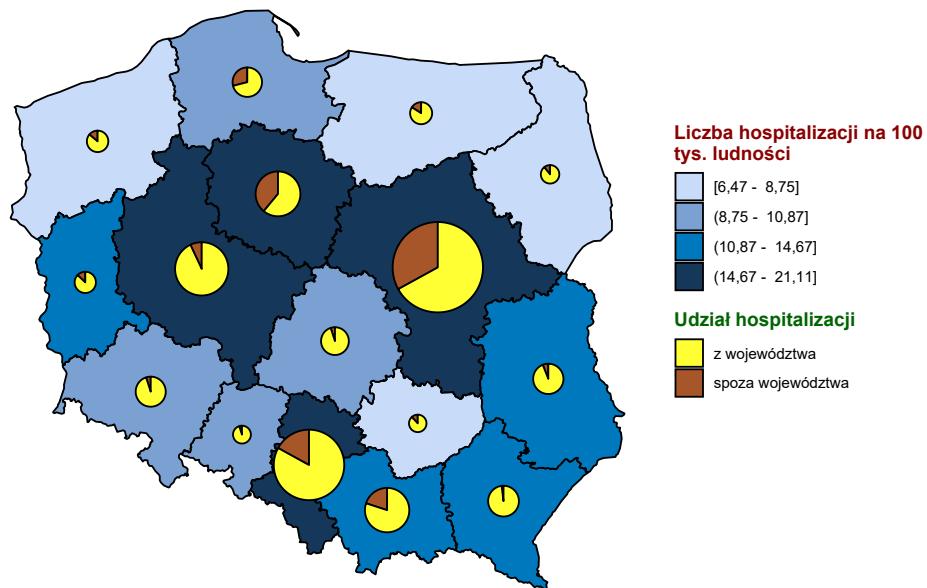 Liczba hospitalizacji na 100
tys. ludności
[6,47 - 8,75]
(8,75 - 10,87]
(10,87 - 14,67]
(14,67 - 21,11]
Udział hospitalizacji
z województwa
spoza województwa